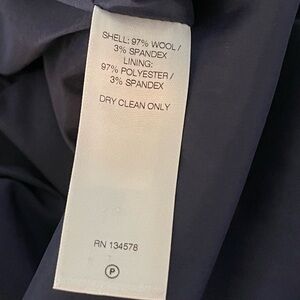 SHELL: 97% WOOL /
3% SPANDEX
LINING:
97% POLYESTER /
3% SPANDEX
DRY CLEAN ONLY
RN 134578
P